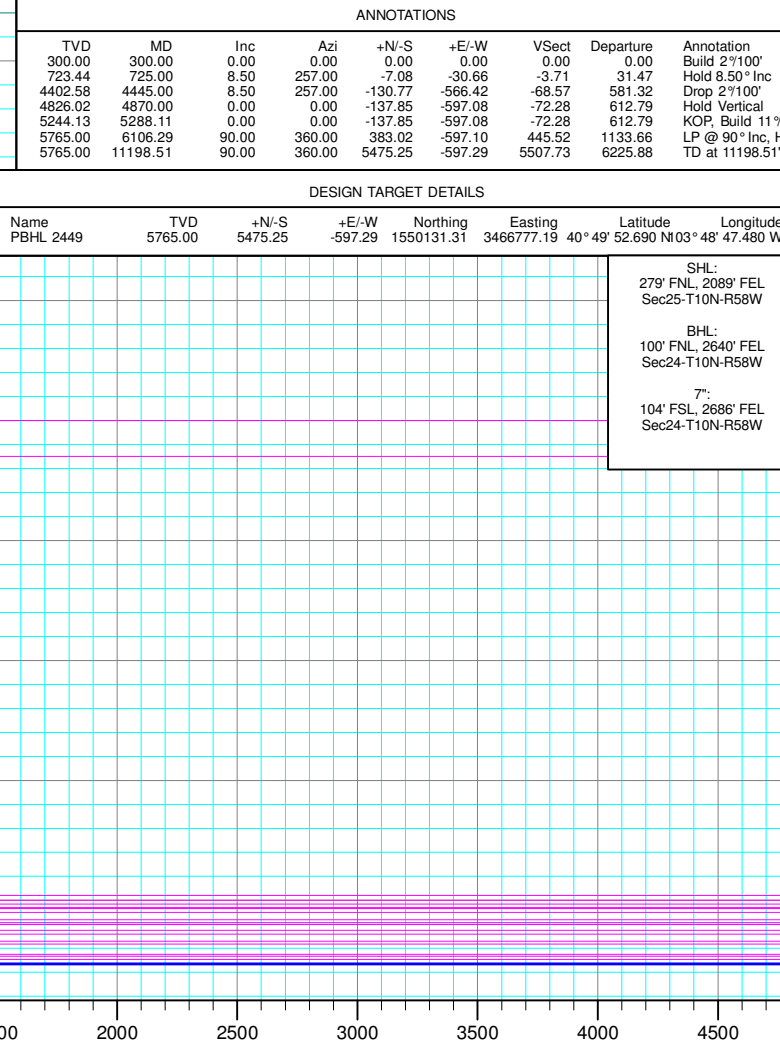 ANNOTATIONS
TVD MD Inc Azi +N/-S +E/-W VSect Departure Annotation
300.00 300.00 0.00 0.00 0.00 0.00 0.00 0.00 Build 2°/100'
723.44 725.00 8.50 257.00 -7.08 -30.66 -3.71 31.47 Hold 8.50° Inc
4402.58 4445.00 8.50 257.00 -130.77 -566.42 -68.57 581.32 Drop 2°/100'
4826.02 4870.00 0.00 0.00 -137.85 -597.08 -72.28 612.79 Hold Vertical
5244.13 5288.11 0.00 0.00 -137.85 -597.08 -72.28 612.79 KOP, Build 11°
5765.00 6106.29 90.00 360.00 383.02 -597.10 445.52 1133.66 LP @ 90° Inc, H
5765.00 11198.51 90.00 360.00 5475.25 -597.29 5507.73 6225.88 TD at 11198.51'
DESIGN TARGET DETAILS
Name TVD +N/-S +E/-W Northing Easting Latitude Longitude
PBHL 2449 5765.00 5475.25 -597.29 1550131.31 3466777.19 40° 49' 52.690 N 103° 48' 47.480 W
SHL:
279' FNL, 2089' FEL
Sec25-T10N-R58W
BHL:
100' FNL, 2640' FEL
Sec24-T10N-R58W
7":
104' FSL, 2686' FEL
Sec24-T10N-R58W
00 2000 2500 3000 3500 4000 4500